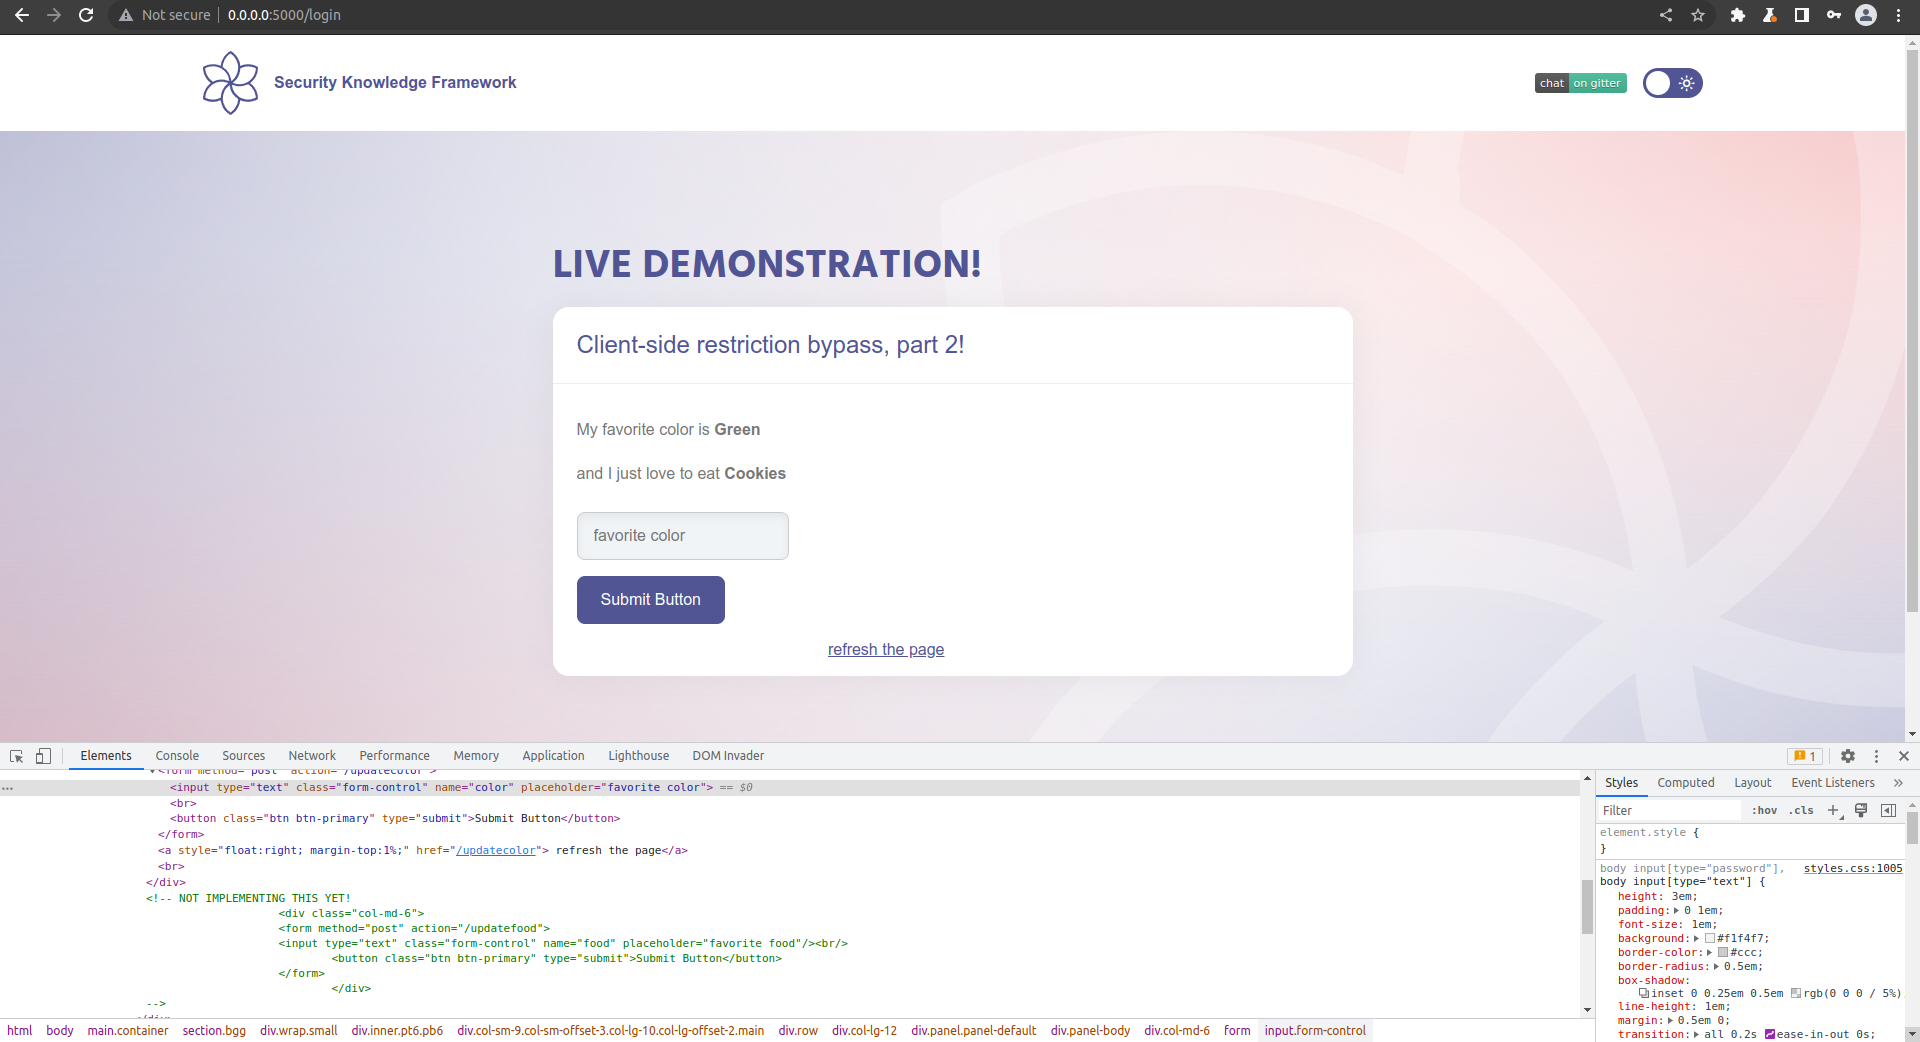 Not secure | 0.0.0.0:5000/login
Security Knowledge Framework
chat on gitter
LIVE DEMONSTRATION!
Client-side restriction bypass, part 2!
My favorite color is Green
and I just love to eat Cookies
favorite color
Submit Button
refresh the page
Elements Console Sources Network Performance Memory Application Lighthouse DOM Invader 1
<form method="post" action="/updatecolor">
<input type="text" class="form-control" name="color" placeholder="favorite color"> == $0
<br>
<button class="btn btn-primary" type="submit">Submit Button</button>
</form>
<a style="float:right; margin-top:1%;" href="/updatecolor"> refresh the page</a>
<br>
</div>
<!-- NOT IMPLEMENTING THIS YET!
<div class="col-md-6">
<form method="post" action="/updatefood">
<input type="text" class="form-control" name="food" placeholder="favorite food"/><br/>
<button class="btn btn-primary" type="submit">Submit Button</button>
</form>
</div>
-->
html body main.container section.bgg div.wrap.small div.inner.pt6.pb6 div.col-sm-9.col-sm-offset-3.col-lg-10.col-lg-offset-2.main div.row div.col-lg-12 div.panel.panel-default div.panel-body div.col-md-6 form input.form-control
Styles Computed Layout Event Listeners »
Filter :hov .cls +
element.style {
}
body input[type="password"], styles.css:1005
body input[type="text"] {
height: 3em;
padding: 0 1em;
font-size: 1em;
background: #f1f4f7;
border-color: #ccc;
border-radius: 0.5em;
box-shadow:
inset 0 0.25em 0.5em rgb(0 0 0 / 5%)
line-height: 1em;
margin: 0.5em 0;
transition: all 0.2s ease-in-out 0s;